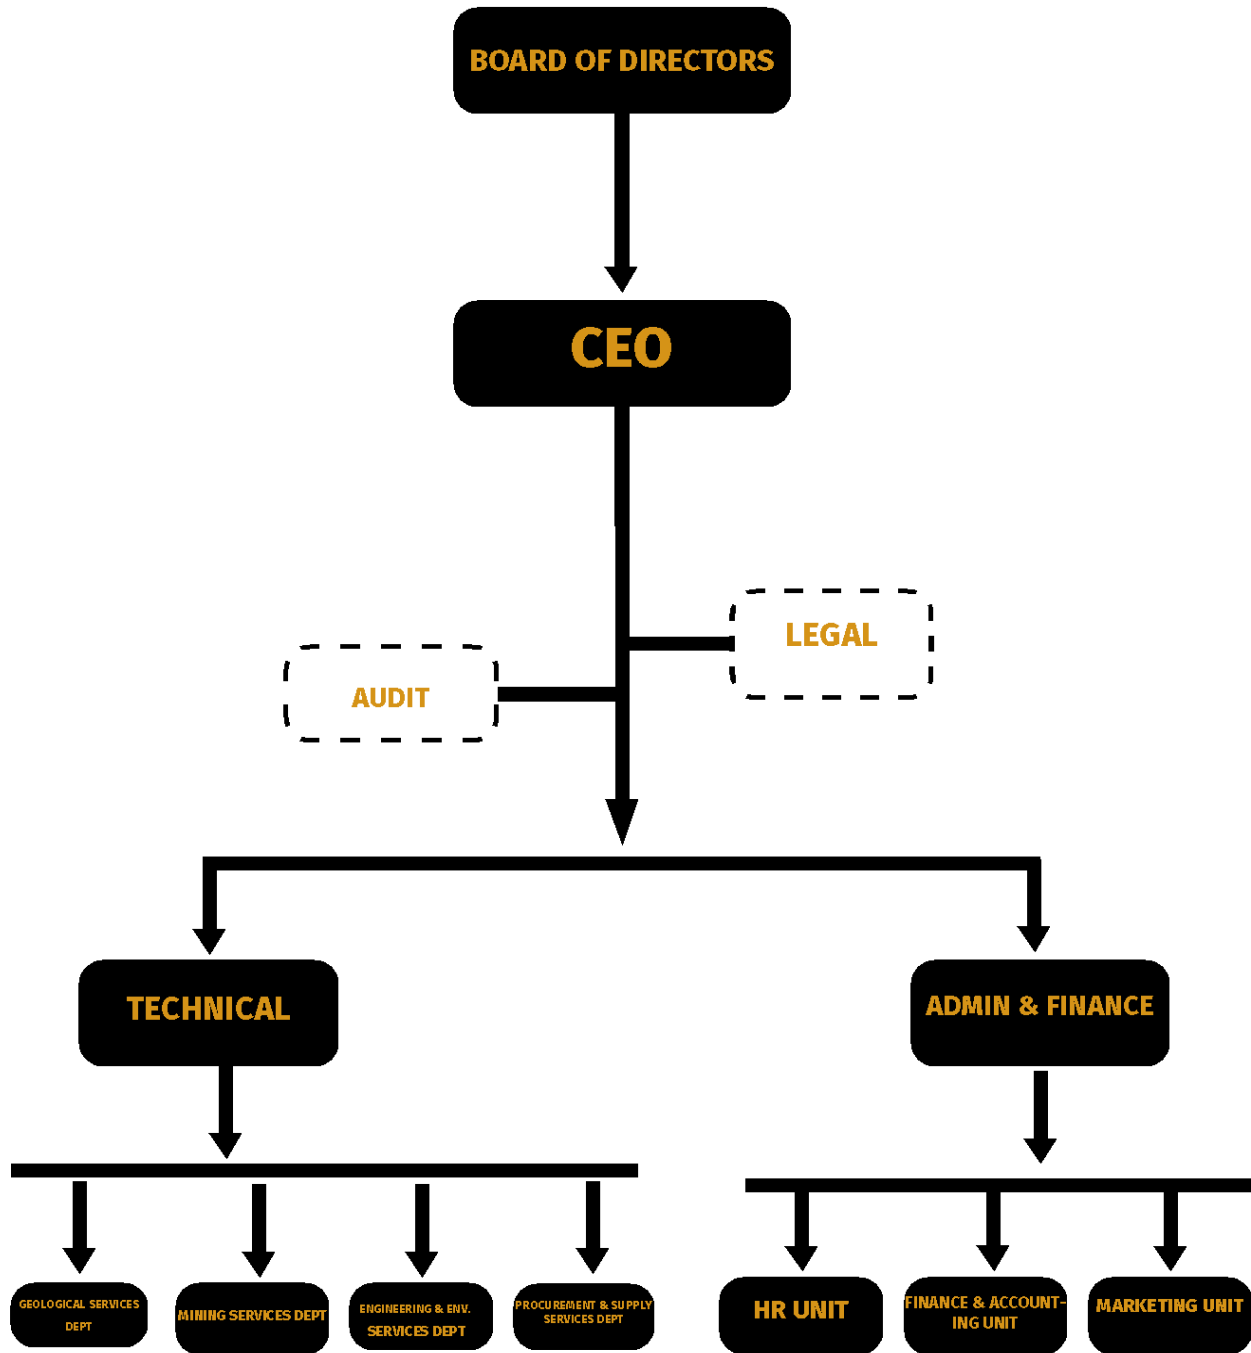 BOARD OF DIRECTORS
CEO
LEGAL
AUDIT
TECHNICAL
ADMIN & FINANCE
GEOLOGICAL SERVICES
DEPT
MINING SERVICES DEPT
ENGINEERING & ENV.
SERVICES DEPT
PROCUREMENT & SUPPLY
SERVICES DEPT
HR UNIT
FINANCE & ACCOUNT-
ING UNIT
MARKETING UNIT